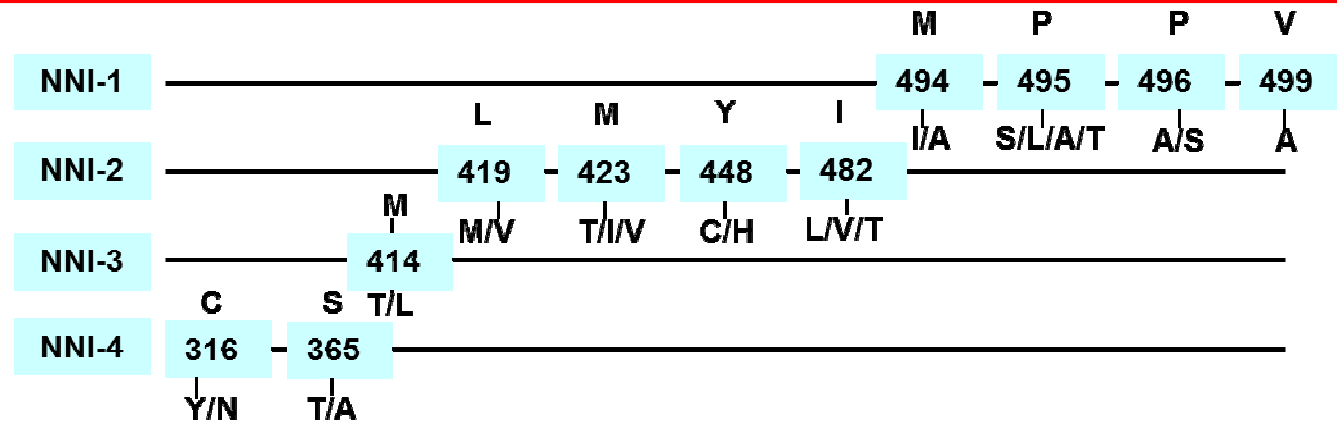 M P P V
NNI-1 494 495 496 499
I/A S/L/A/T A/S A
L M Y I
NNI-2 419 423 448 482
M/V T/I/V C/H L/V/T
M
NNI-3 414
T/L
C S
NNI-4 316 365
Y/N T/A